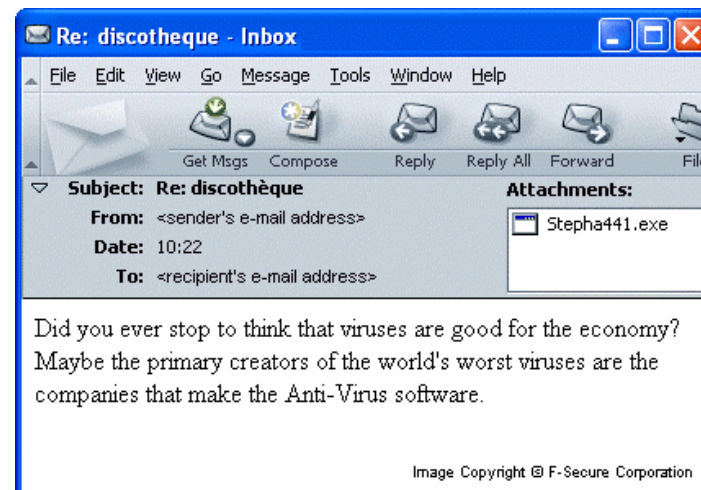 Re: discotheque - Inbox
File Edit View Go Message Tools Window Help
Get Msgs Compose Reply Reply All Forward
Subject: Re: discothèque
Attachments:
From: <sender's e-mail address>
Stepha441.exe
Date: 10:22
To: <recipient's e-mail address>
Did you ever stop to think that viruses are good for the economy?
Maybe the primary creators of the world's worst viruses are the
companies that make the Anti-Virus software.
Image Copyright © F-Secure Corporation